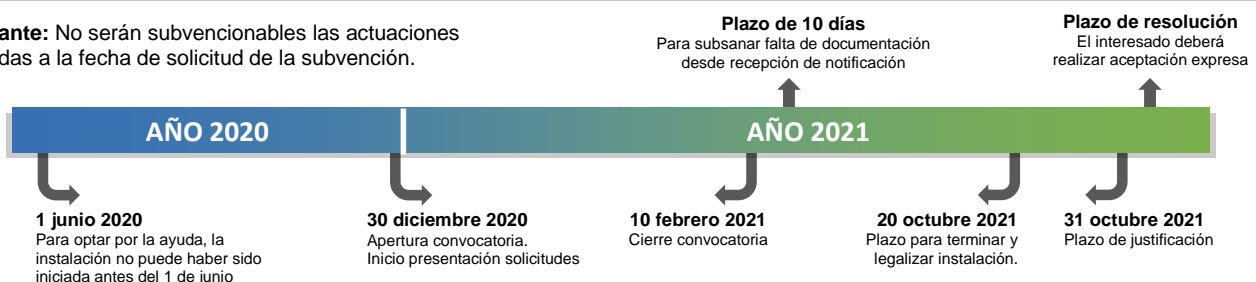 ante: No serán subvencionables las actuaciones
das a la fecha de solicitud de la subvención.
Plazo de 10 días
Para subsanar falta de documentación
desde recepción de notificación
Plazo de resolución
El interesado deberá
realizar aceptación expresa
AÑO 2020
AÑO 2021
1 junio 2020
Para optar por la ayuda, la
instalación no puede haber sido
iniciada antes del 1 de junio
30 diciembre 2020
Apertura convocatoria.
Inicio presentación solicitudes
10 febrero 2021
Cierre convocatoria
20 octubre 2021
Plazo para terminar y
legalizar instalación.
31 octubre 2021
Plazo de justificación